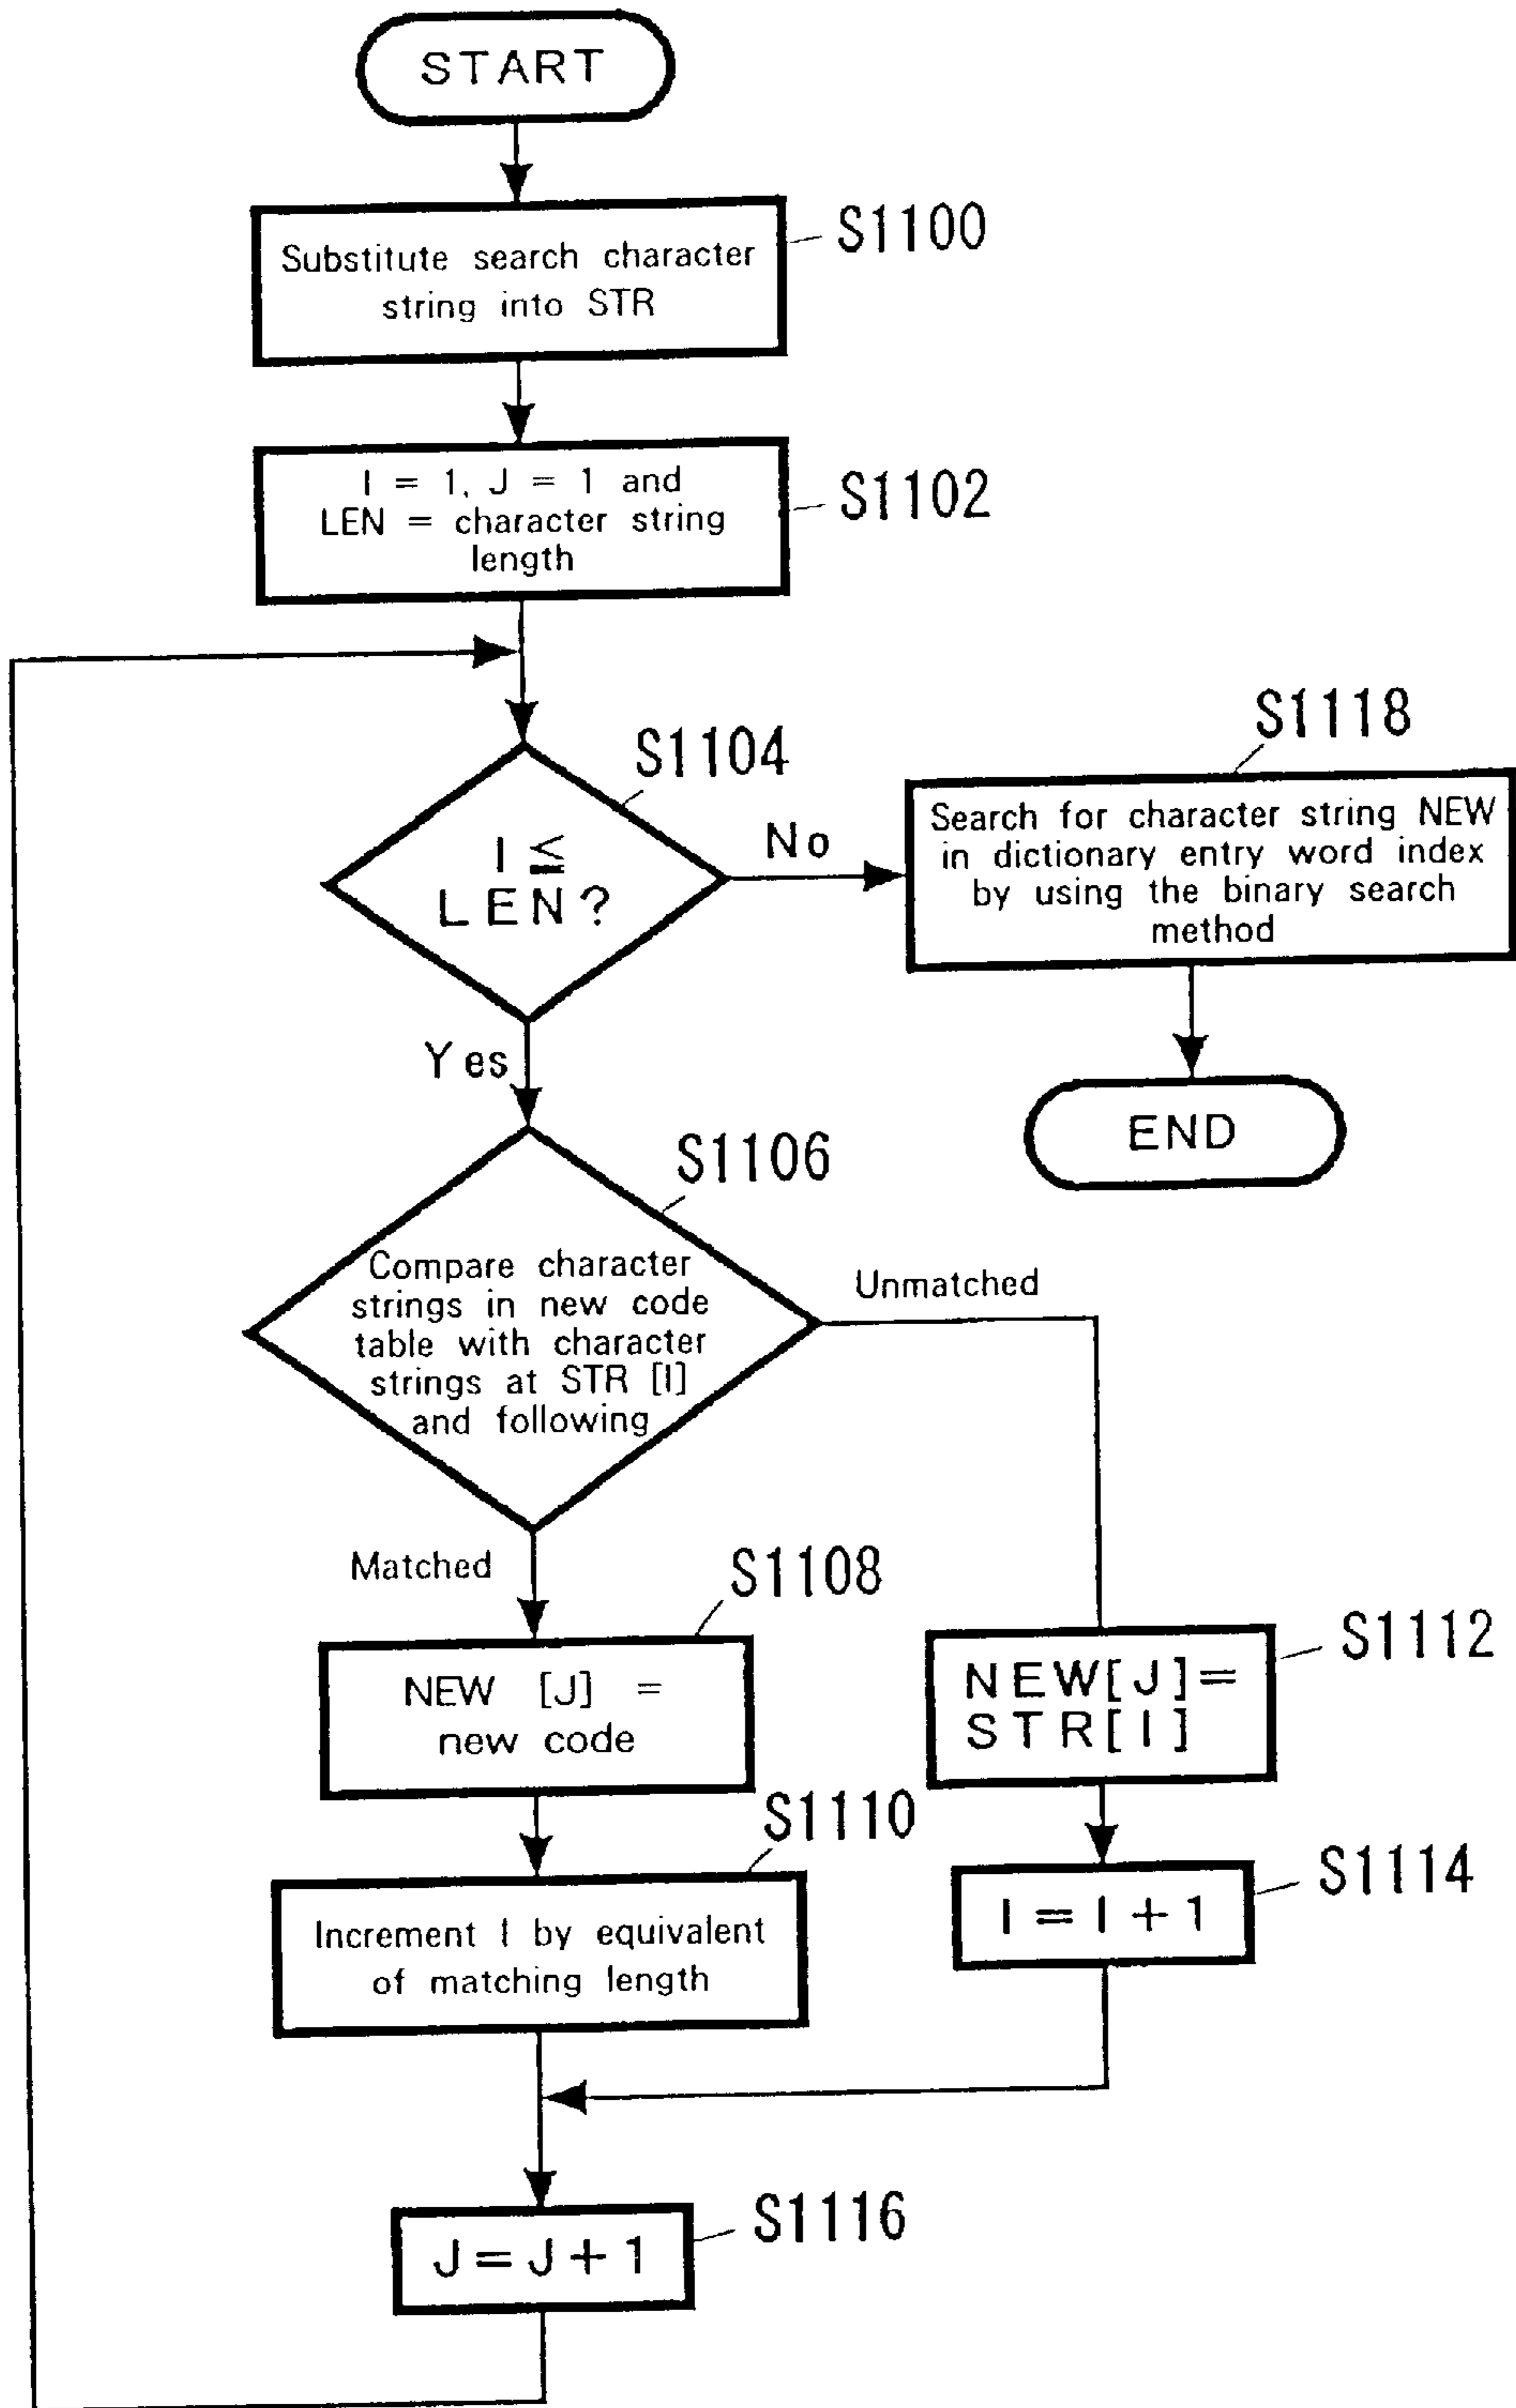 START
S1100
Substitute search character
string into STR
S1102
I = 1, J = 1 and
LEN = character string
length
S1104
I ≦
LEN?
No
S1118
Search for character string NEW
in dictionary entry word index
by using the binary search
method
END
Yes
S1106
Compare character
strings in new code
table with character
strings at STR [I]
and following
Unmatched
Matched
S1108
NEW [J] =
new code
S1112
NEW[J]=
STR[I]
S1110
Increment I by equivalent
of matching length
S1114
I = I + 1
S1116
J = J + 1